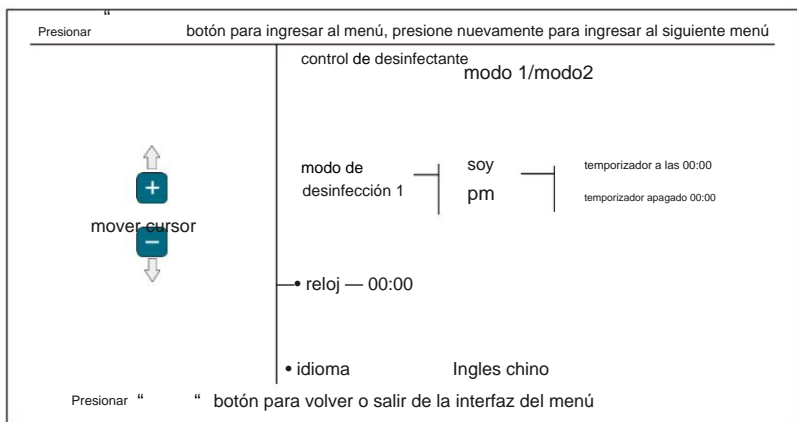 Presionar “ botón para ingresar al menú, presione nuevamente para ingresar al siguiente menú
control de desinfectante modo 1/modo2
modo de desinfección 1
soy
pm
temporizador a las 00:00
temporizador apagado 00:00
+
mover cursor
−
• reloj — 00:00
• idioma Ingles chino
Presionar “ “ botón para volver o salir de la interfaz del menú